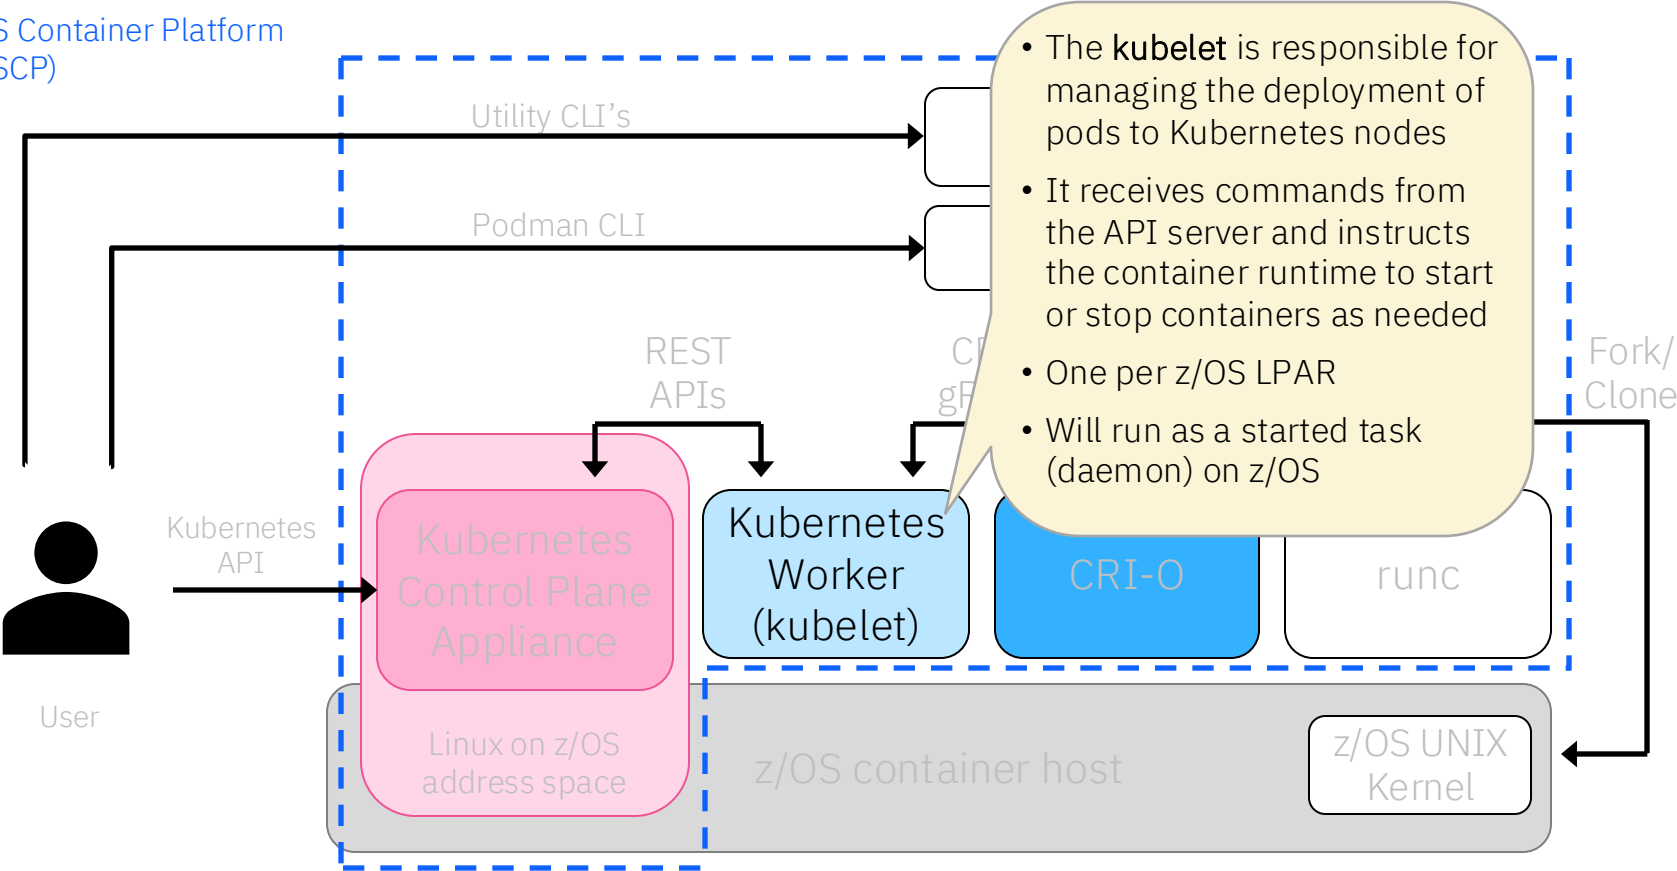 S Container Platform
SCP)
Utility CLI's
Podman CLI
• The kubelet is responsible for
managing the deployment of
pods to Kubernetes nodes
• It receives commands from
the API server and instructs
the container runtime to start
or stop containers as needed
• One per z/OS LPAR
• Will run as a started task
(daemon) on z/OS
REST
APIs
Fork/
Clone
Kubernetes
API
User
Kubernetes
Control Plane
Appliance
Kubernetes
Worker
(kubelet)
CRI-O
runc
Linux on z/OS
address space
z/OS container host
z/OS UNIX
Kernel